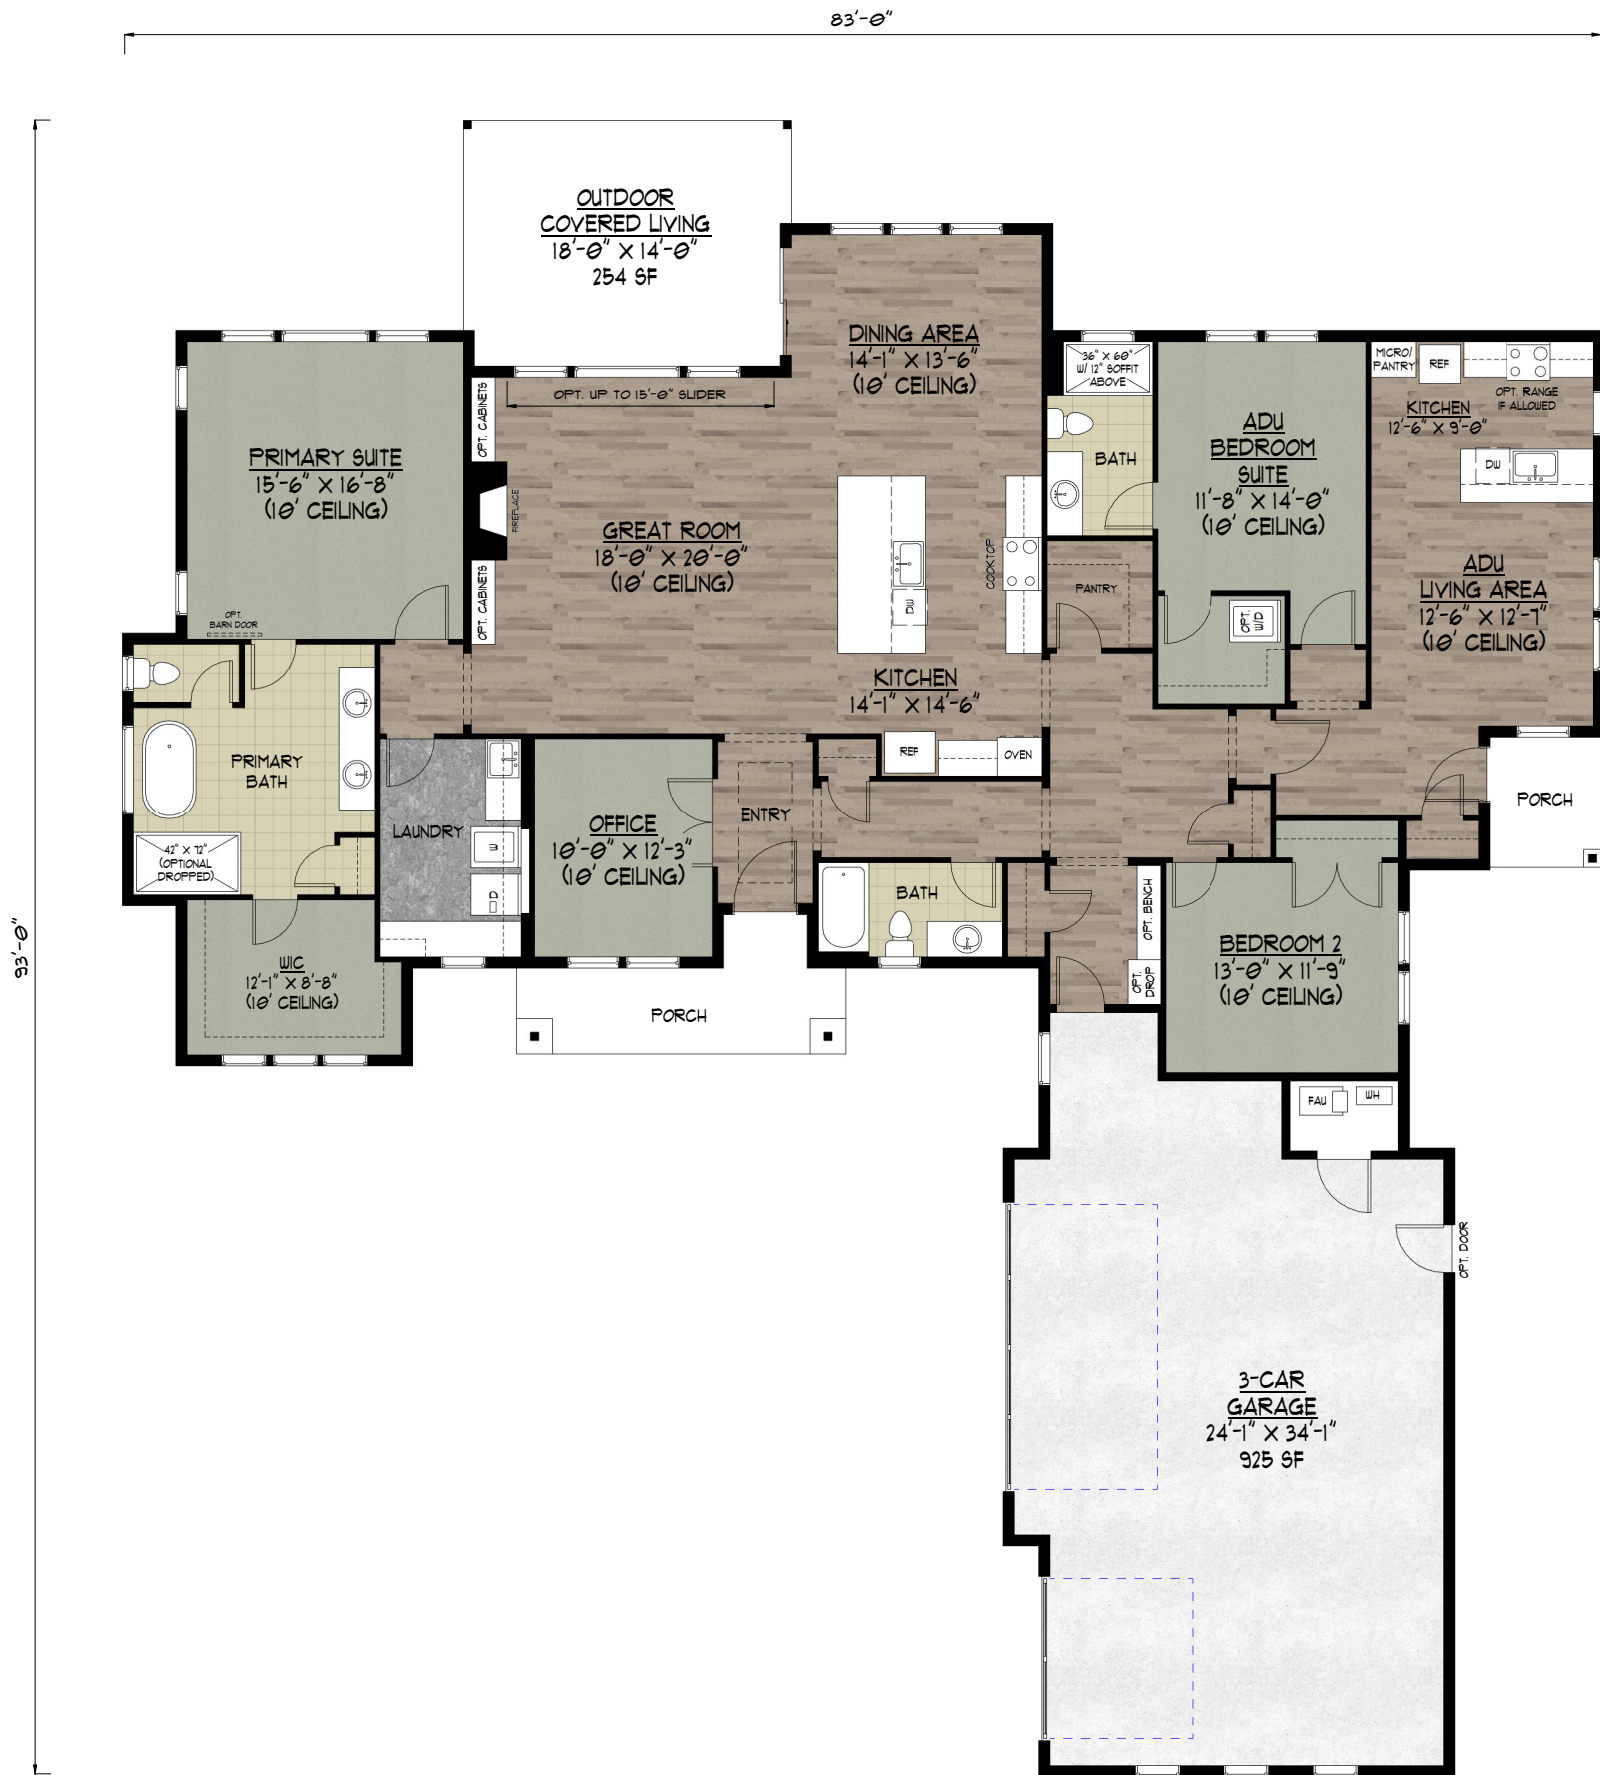 83'-0"
93'-0"
OUTDOOR
COVERED LIVING
18'-0" X 14'-0"
254 SF
DINING AREA
14'-1" X 13'-6"
(10' CEILING)
OPT. UP TO 15'-0" SLIDER
OPT. CABINETS
FIREPLACE
OPT. CABINETS
PRIMARY SUITE
15'-6" X 16'-8"
(10' CEILING)
OPT.
BARN DOOR
GREAT ROOM
18'-0" X 20'-0"
(10' CEILING)
COOKTOP
DW
KITCHEN
14'-1" X 14'-6"
REF
OVEN
36" X 60"
W/ 12" SOFFIT
ABOVE
BATH
PANTRY
ADU
BEDROOM
SUITE
11'-8" X 14'-0"
(10' CEILING)
OPT.
W/D
MICRO/
PANTRY
REF
OPT. RANGE
IF ALLOWED
KITCHEN
12'-6" X 9'-0"
DW
ADU
LIVING AREA
12'-6" X 12'-7"
(10' CEILING)
PORCH
PRIMARY
BATH
42" X 72"
(OPTIONAL
DROPPED)
WIC
12'-1" X 8'-8"
(10' CEILING)
LAUNDRY
W
D
OFFICE
10'-0" X 12'-3"
(10' CEILING)
ENTRY
BATH
PORCH
OPT. BENCH
OPT.
DROP
BEDROOM 2
13'-0" X 11'-9"
(10' CEILING)
FAU
WH
OPT. DOOR
3-CAR
GARAGE
24'-1" X 34'-1"
925 SF